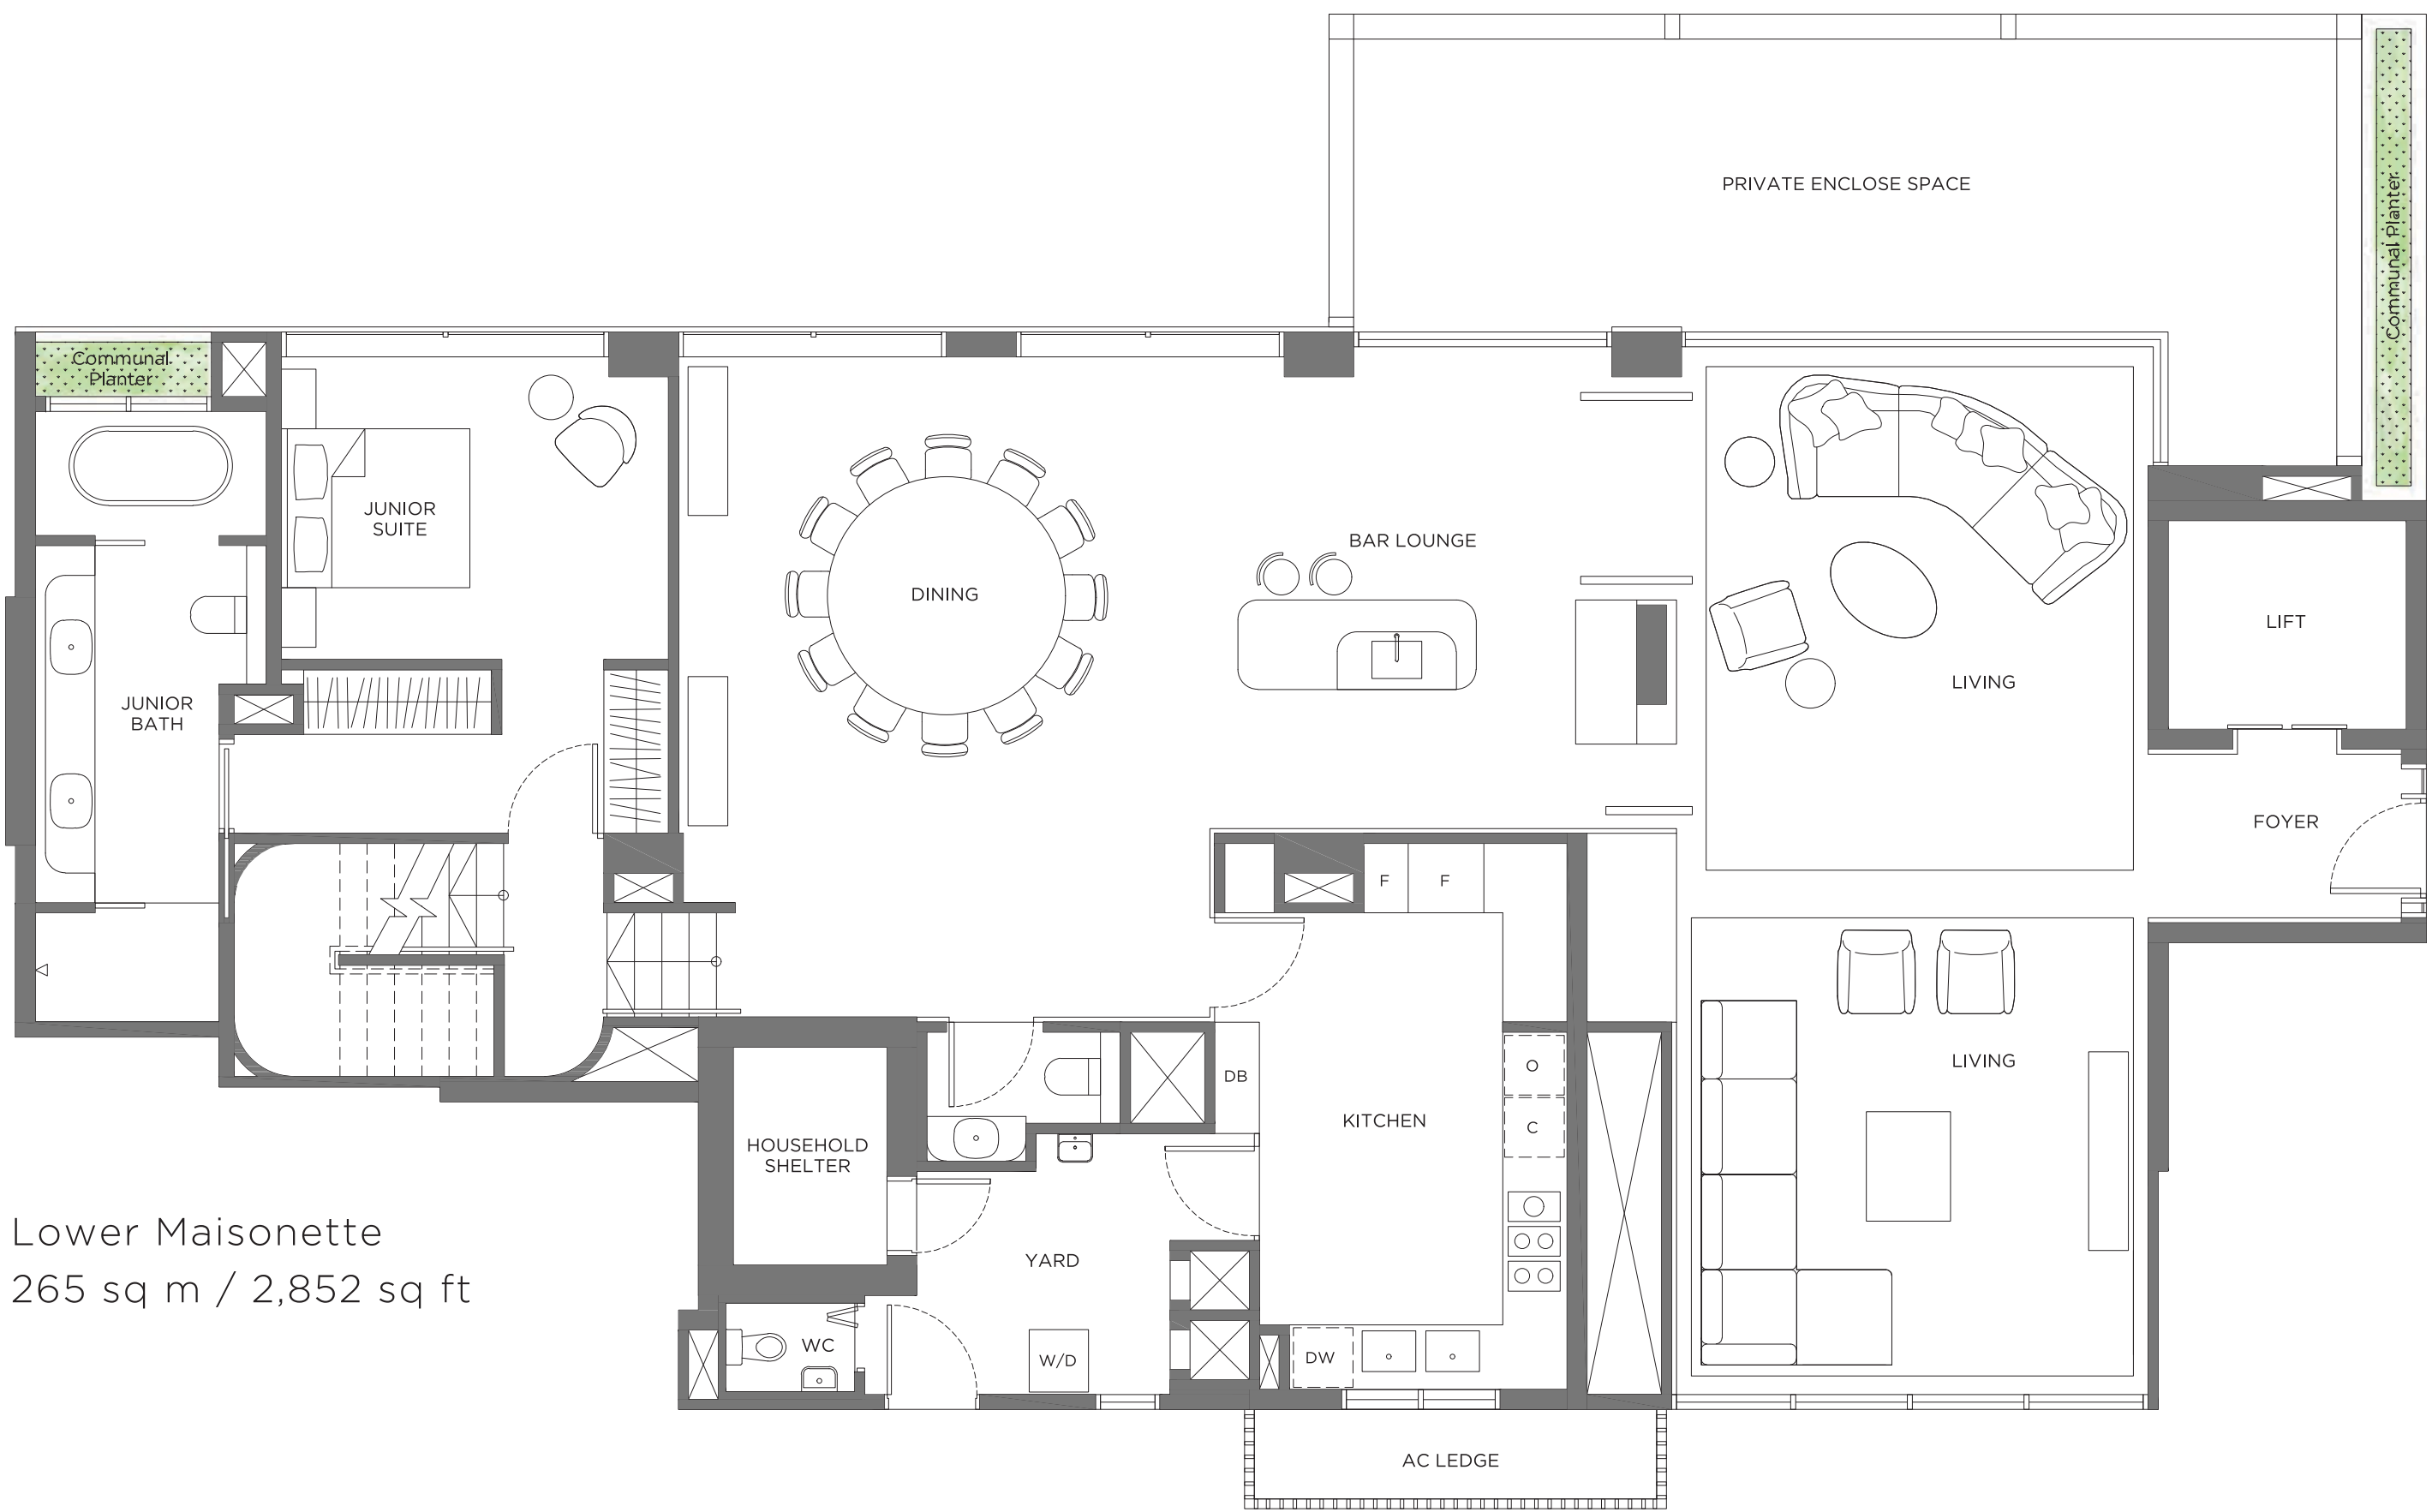 PRIVATE ENCLOSE SPACE
Communal Planter
Communal
Planter
JUNIOR
SUITE
BAR LOUNGE
DINING
LIFT
LIVING
JUNIOR
BATH
FOYER
F
F
LIVING
O
DB
C
KITCHEN
HOUSEHOLD
SHELTER
YARD
Lower Maisonette
265 sq m / 2,852 sq ft
WC
W/D
DW
AC LEDGE